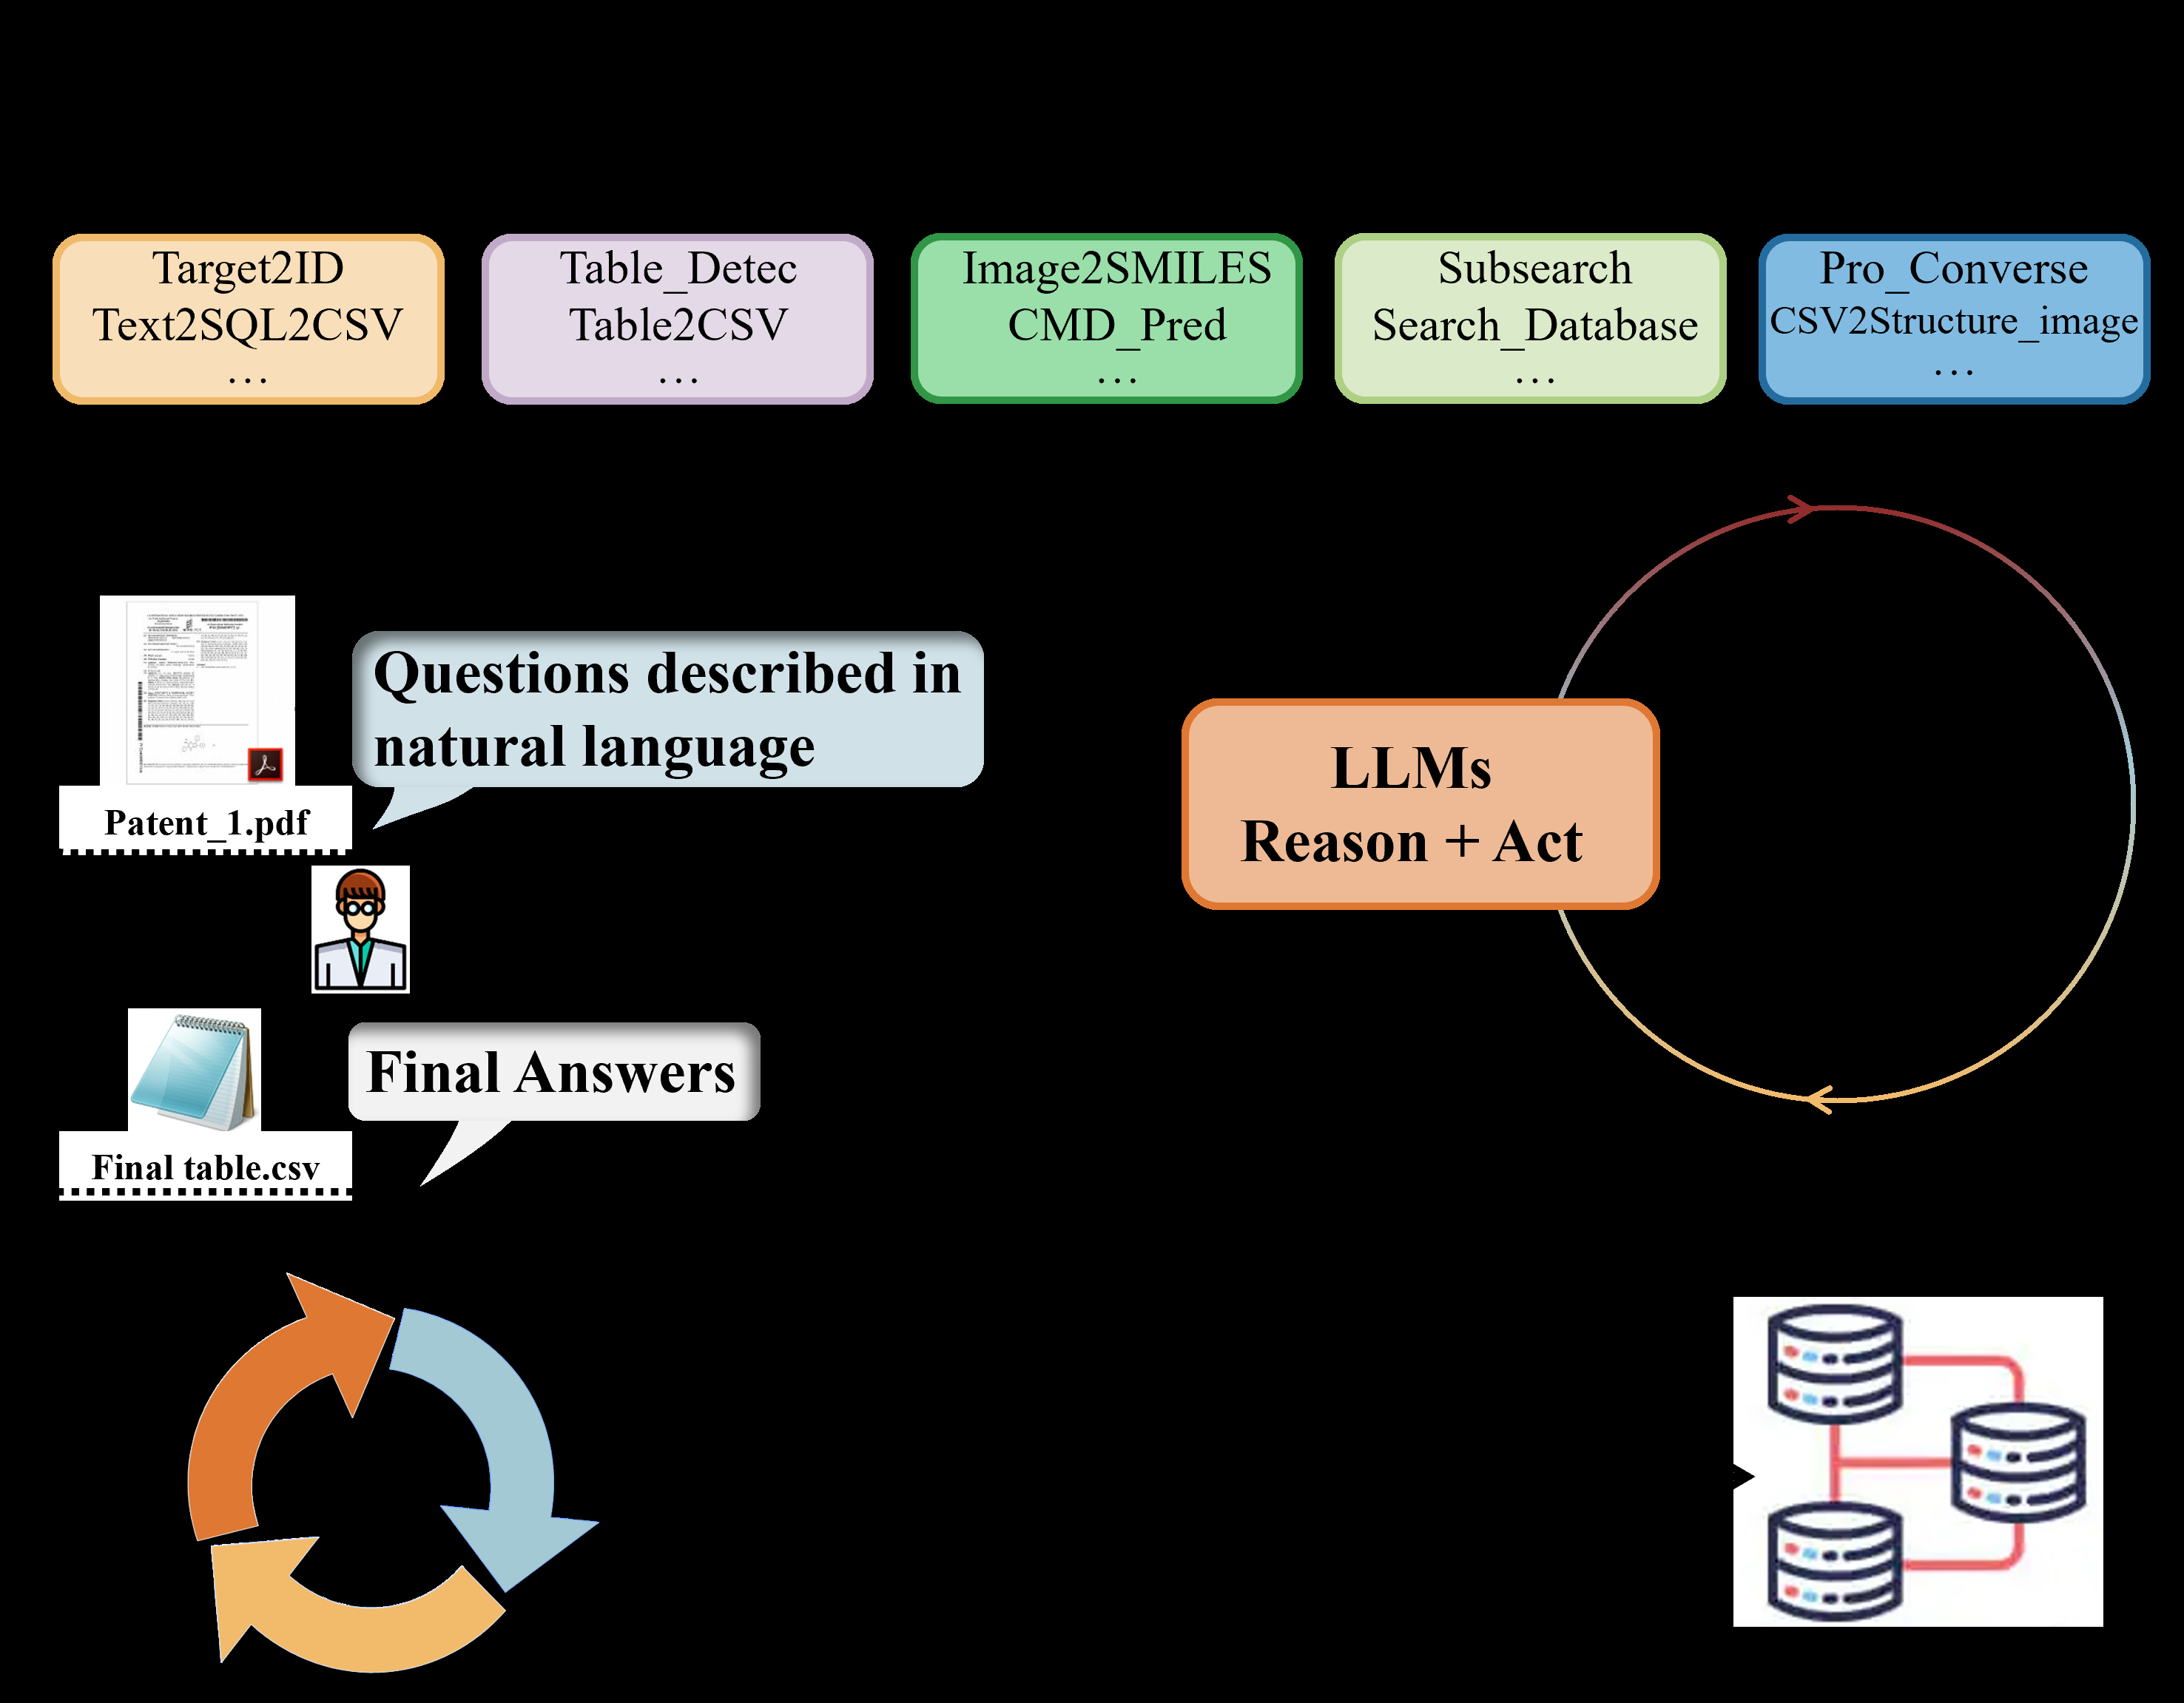 Target2ID
Text2SQL2CSV
...
Table_Detec
Table2CSV
...
Image2SMILES
CMD_Pred
...
Subsearch
Search_Database
...
Pro_Converse
CSV2Structure_image
...
Questions described in
natural language
Patent_1.pdf
LLMs
Reason + Act
Final Answers
Final table.csv